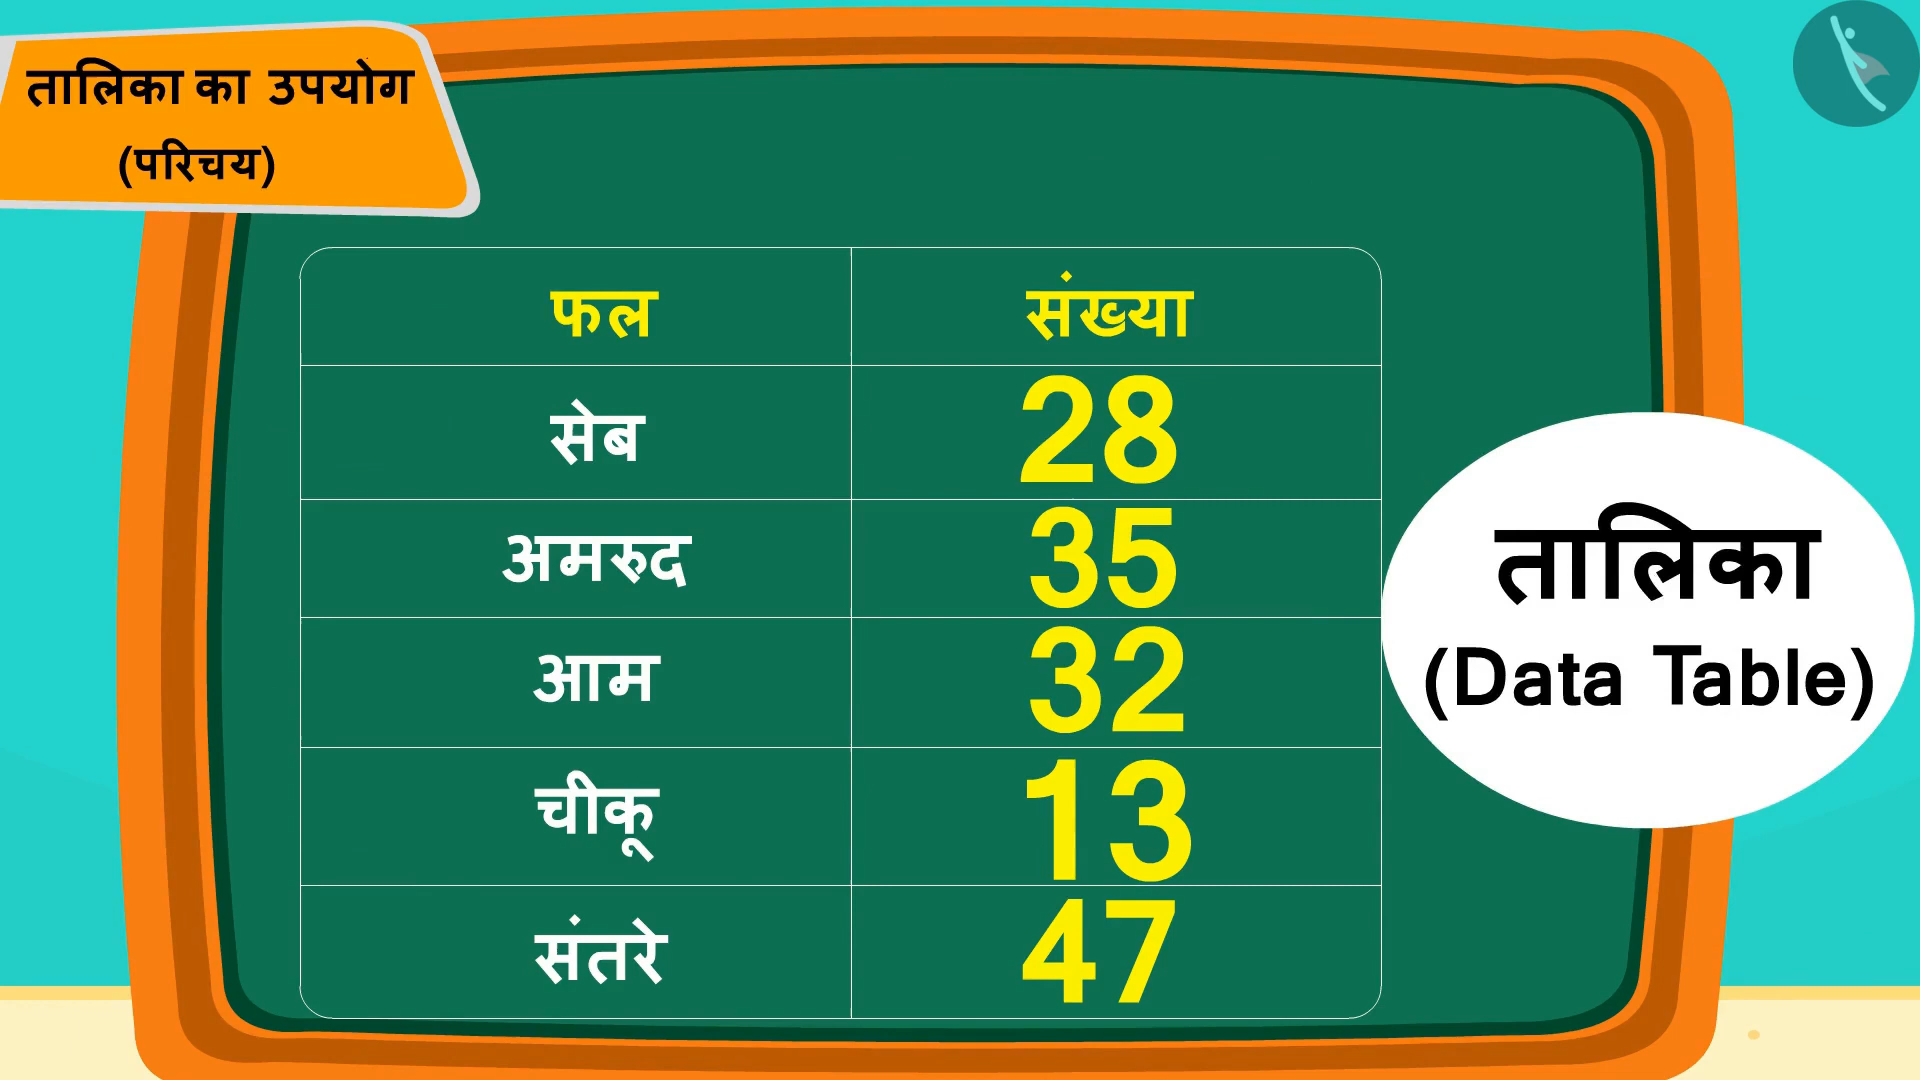 तालिका का उपयोग
(परिचय)
फल संख्या
सेब 28
अमरुद 35
आम 32
चीकू 13
संतरे 47
तालिका
(Data Table)